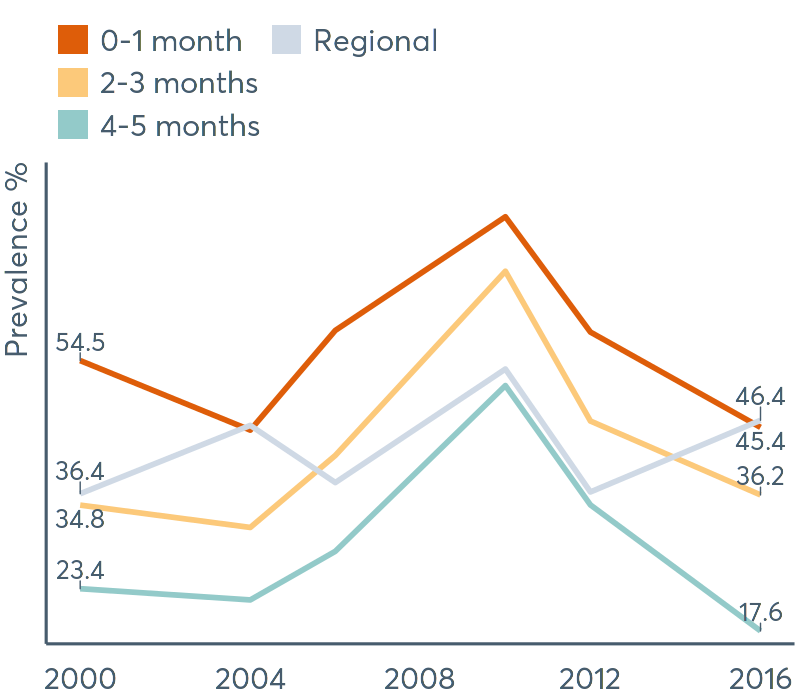 0-1 month
Regional
2-3 months
4-5 months
Prevalence %
54.5
36.4
34.8
23.4
46.4
45.4
36.2
17.6
2000 2004 2008 2012 2016